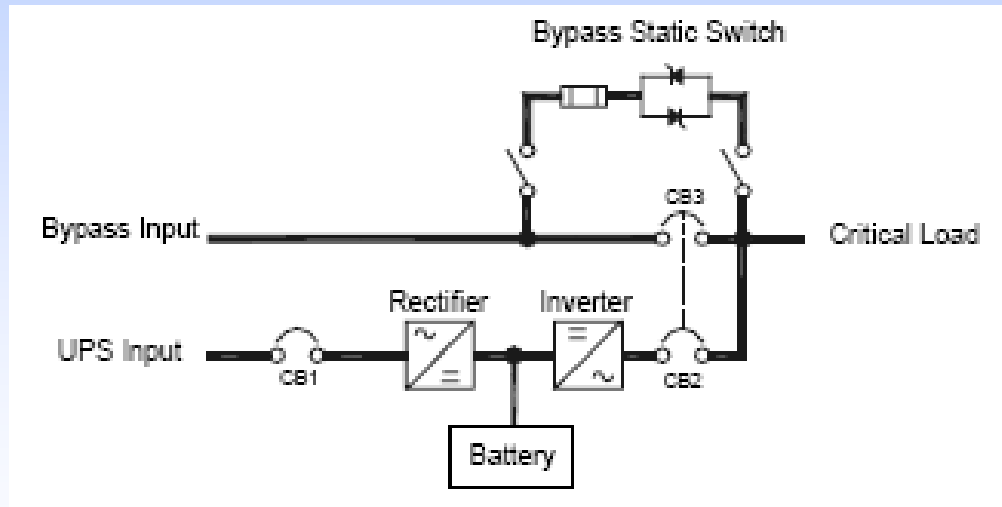 Bypass Static Switch
CB3
Bypass Input
Critical Load
Rectifier
Inverter
UPS Input
CB1
CB2
Battery